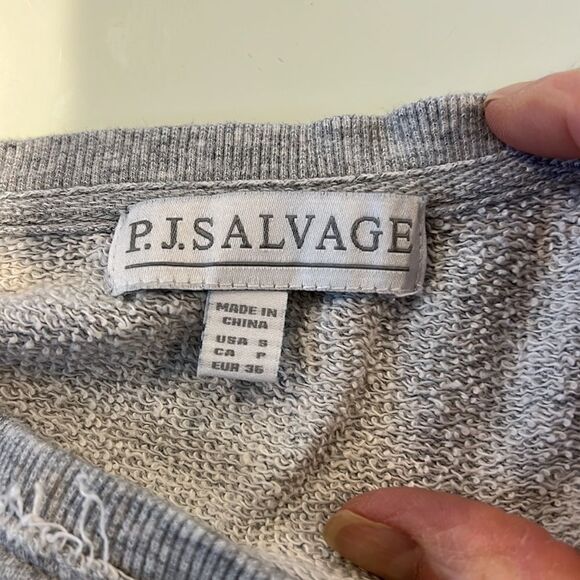 P.J.SALVAGE
MADE IN
CHINA
USA S
CA P
EUR 36